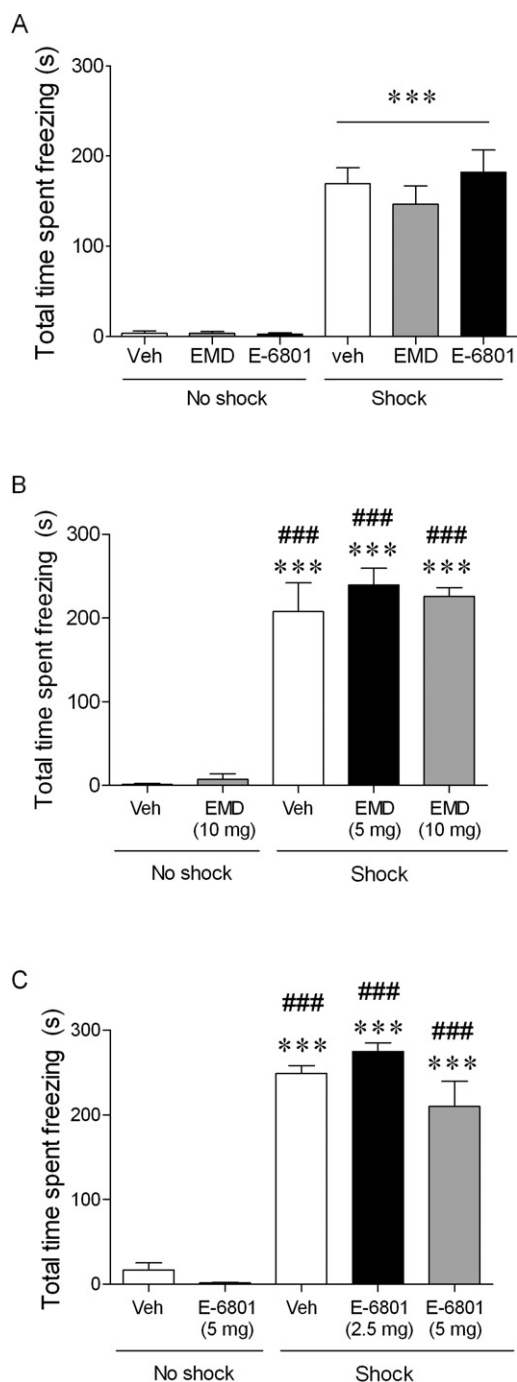 A
Total time spent freezing (s)
300
200
100
0
***
Veh EMD E-6801 veh EMD E-6801
No shock Shock
B
Total time spent freezing (s)
300
200
100
0
### ### ###
*** *** ***
Veh EMD Veh EMD EMD
(10 mg) (5 mg) (10 mg)
No shock Shock
C
Total time spent freezing (s)
300
200
100
0
### ### ###
*** *** ***
Veh E-6801 Veh E-6801 E-6801
(5 mg) (2.5 mg) (5 mg)
No shock Shock